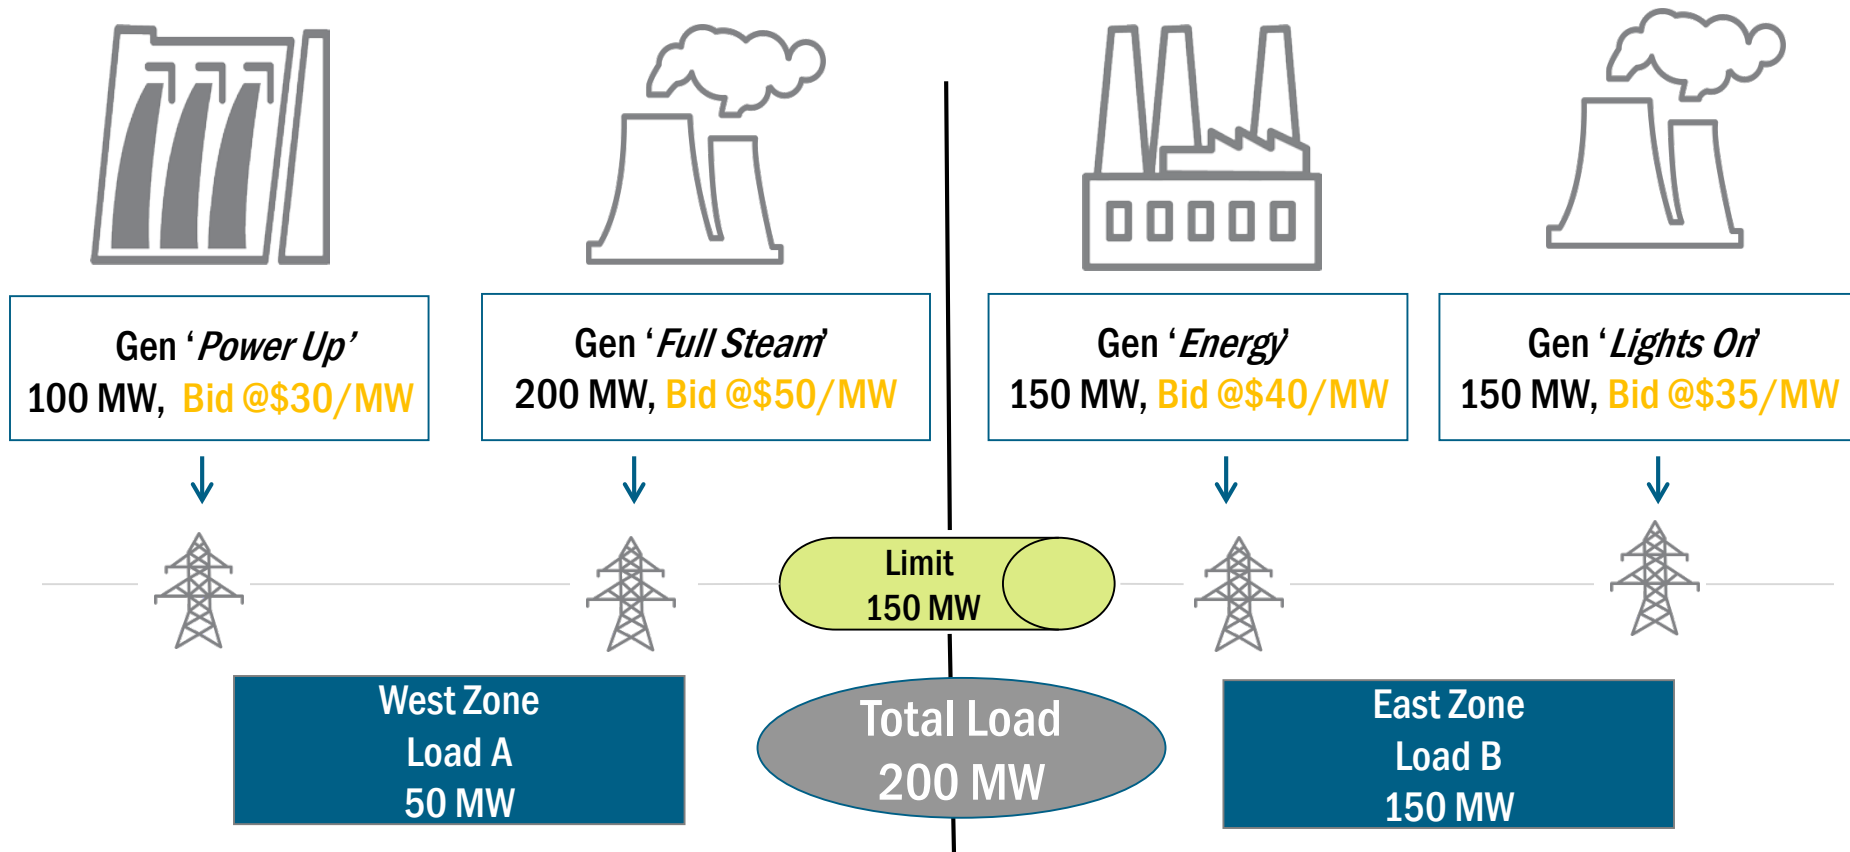 Gen ‘Power Up’
100 MW, Bid @$30/MW
Gen ‘Full Steam’
200 MW, Bid @$50/MW
Gen ‘Energy’
150 MW, Bid @$40/MW
Gen ‘Lights On’
150 MW, Bid @$35/MW
Limit
150 MW
West Zone
Load A
50 MW
Total Load
200 MW
East Zone
Load B
150 MW